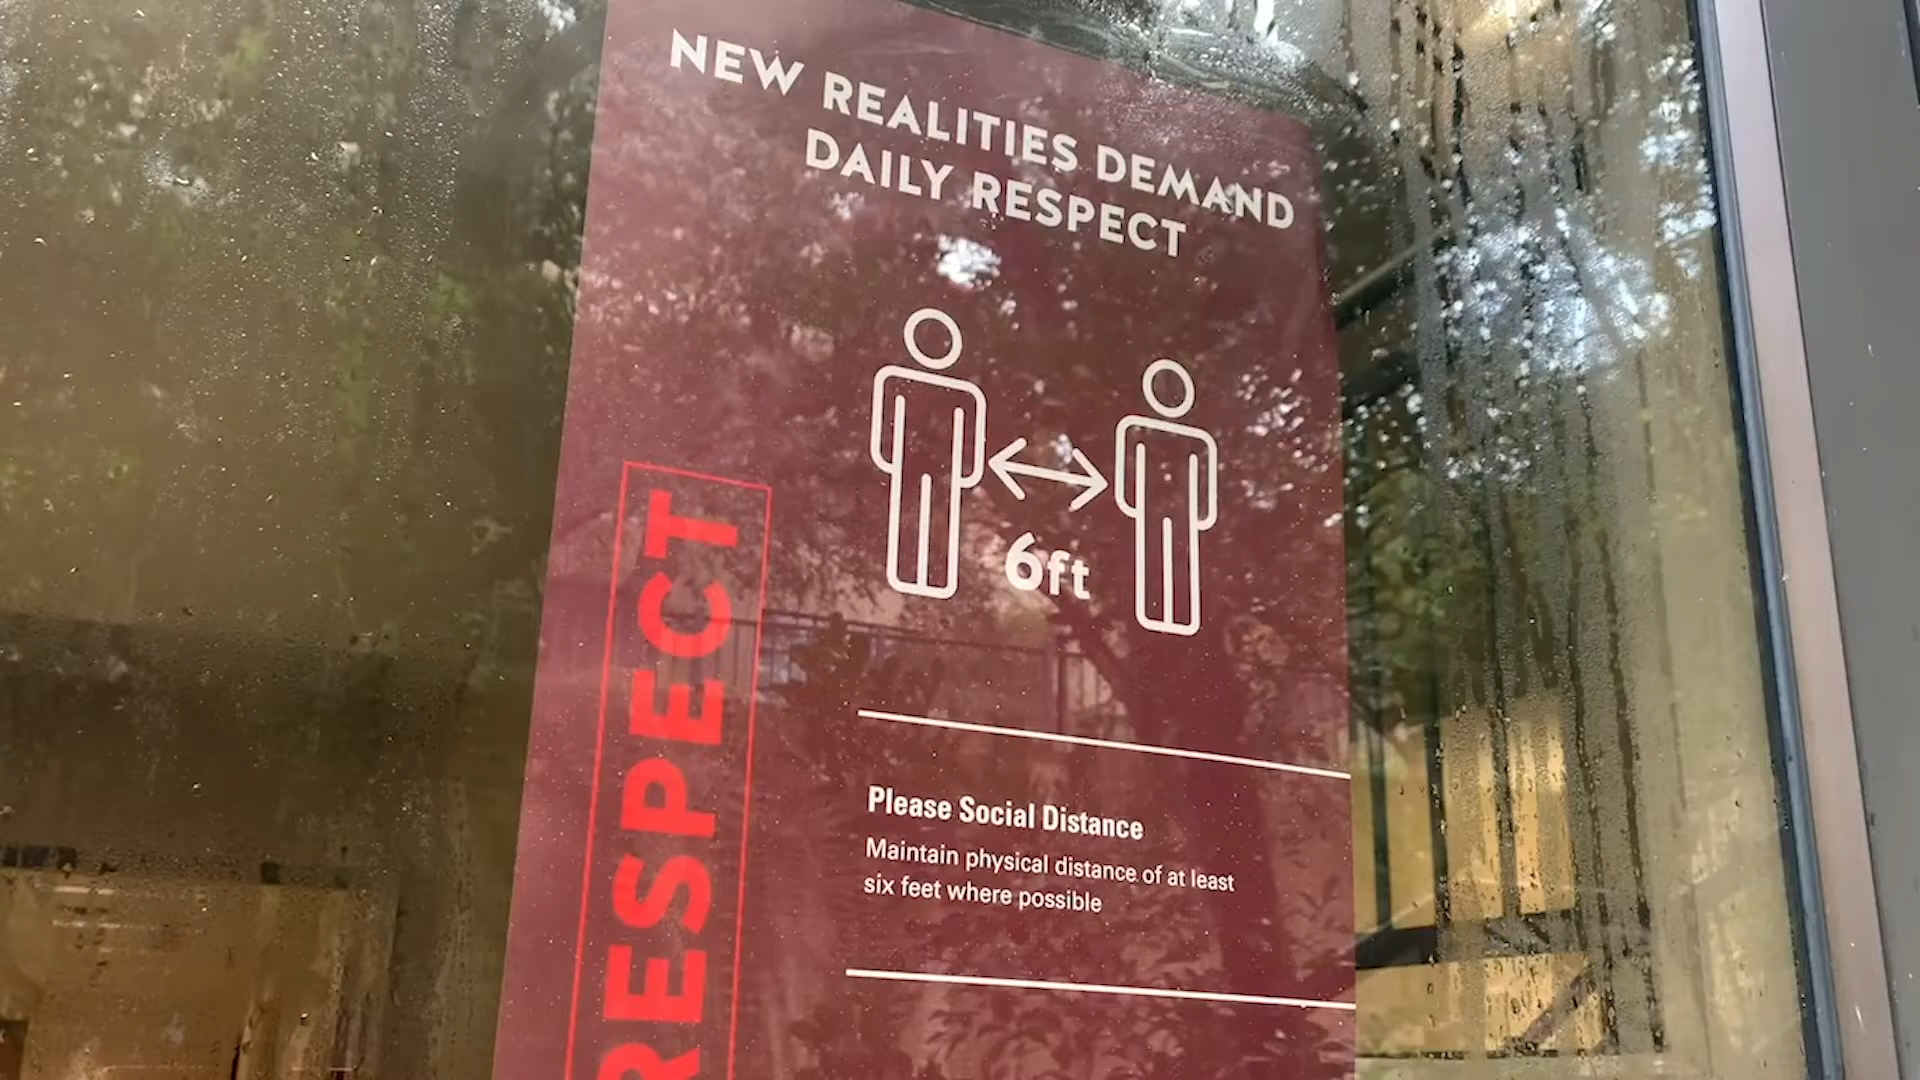 NEW REALITIES DEMAND
DAILY RESPECT
6ft
RESPECT
Please Social Distance
Maintain physical distance of at least
six feet where possible